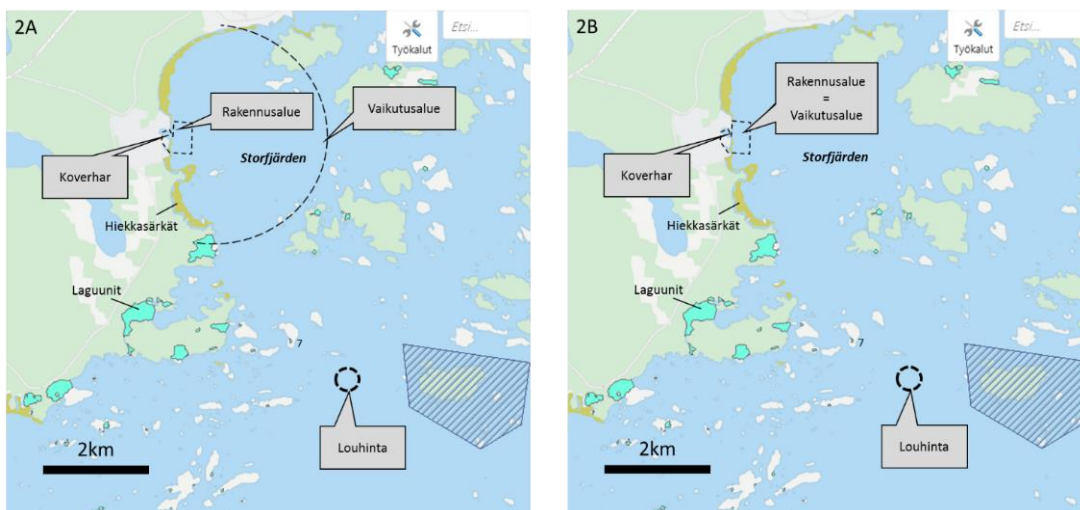 2A
Työkalut
Etsi...
Rakennusalue
Vaikutusalue
Storfjärden
Koverhar
Hiekkasärkät
Laguunit
7
2km
Louhinta
2B
Työkalut
Etsi...
Rakennusalue
=
Vaikutusalue
Storfjärden
Koverhar
Hiekkasärkät
Laguunit
7
2km
Louhinta